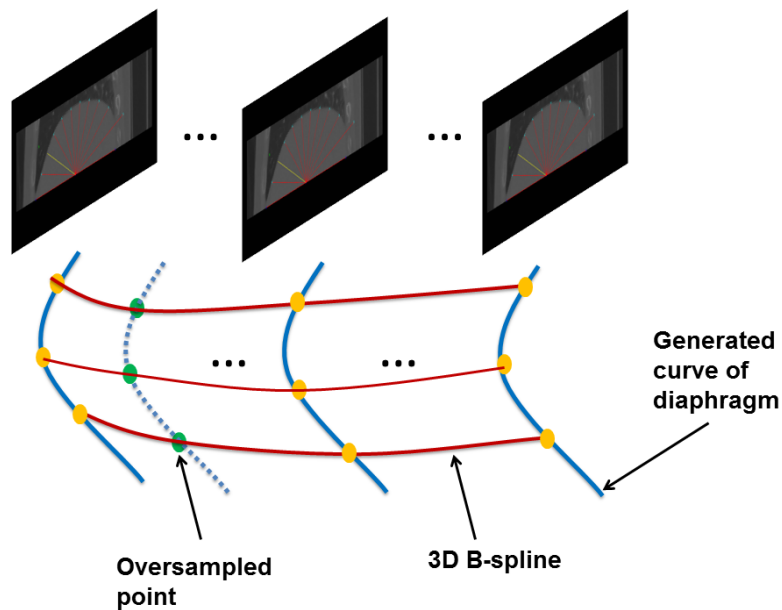 ...
...
...
...
Generated
curve of
diaphragm
Oversampled
point
3D B-spline